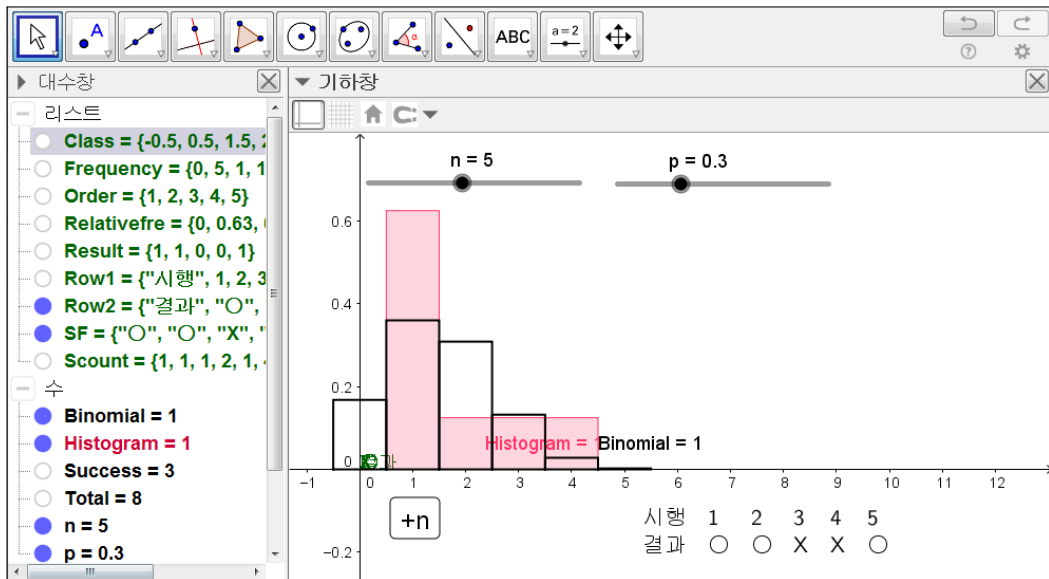 A
α
ABC
a=2
대수창
기하창
리스트
Class = {-0.5, 0.5, 1.5, 2
Frequency = {0, 5, 1, 1
Order = {1, 2, 3, 4, 5}
Relativefre = {0, 0.63,
Result = {1, 1, 0, 0, 1}
Row1 = {"시행", 1, 2, 3
Row2 = {"결과", "○",
SF = {"○", "○", "X", "
Scount = {1, 1, 1, 2, 1,
수
Binomial = 1
Histogram = 1
Success = 3
Total = 8
n = 5
p = 0.3
n = 5
p = 0.3
0.6
0.4
0.2
0
-0.2
Histogram = 1
Binomial = 1
-1 0 1 2 3 4 5 6 7 8 9 10 11 12
+n
시행 1 2 3 4 5
결과 ○ ○ X X ○